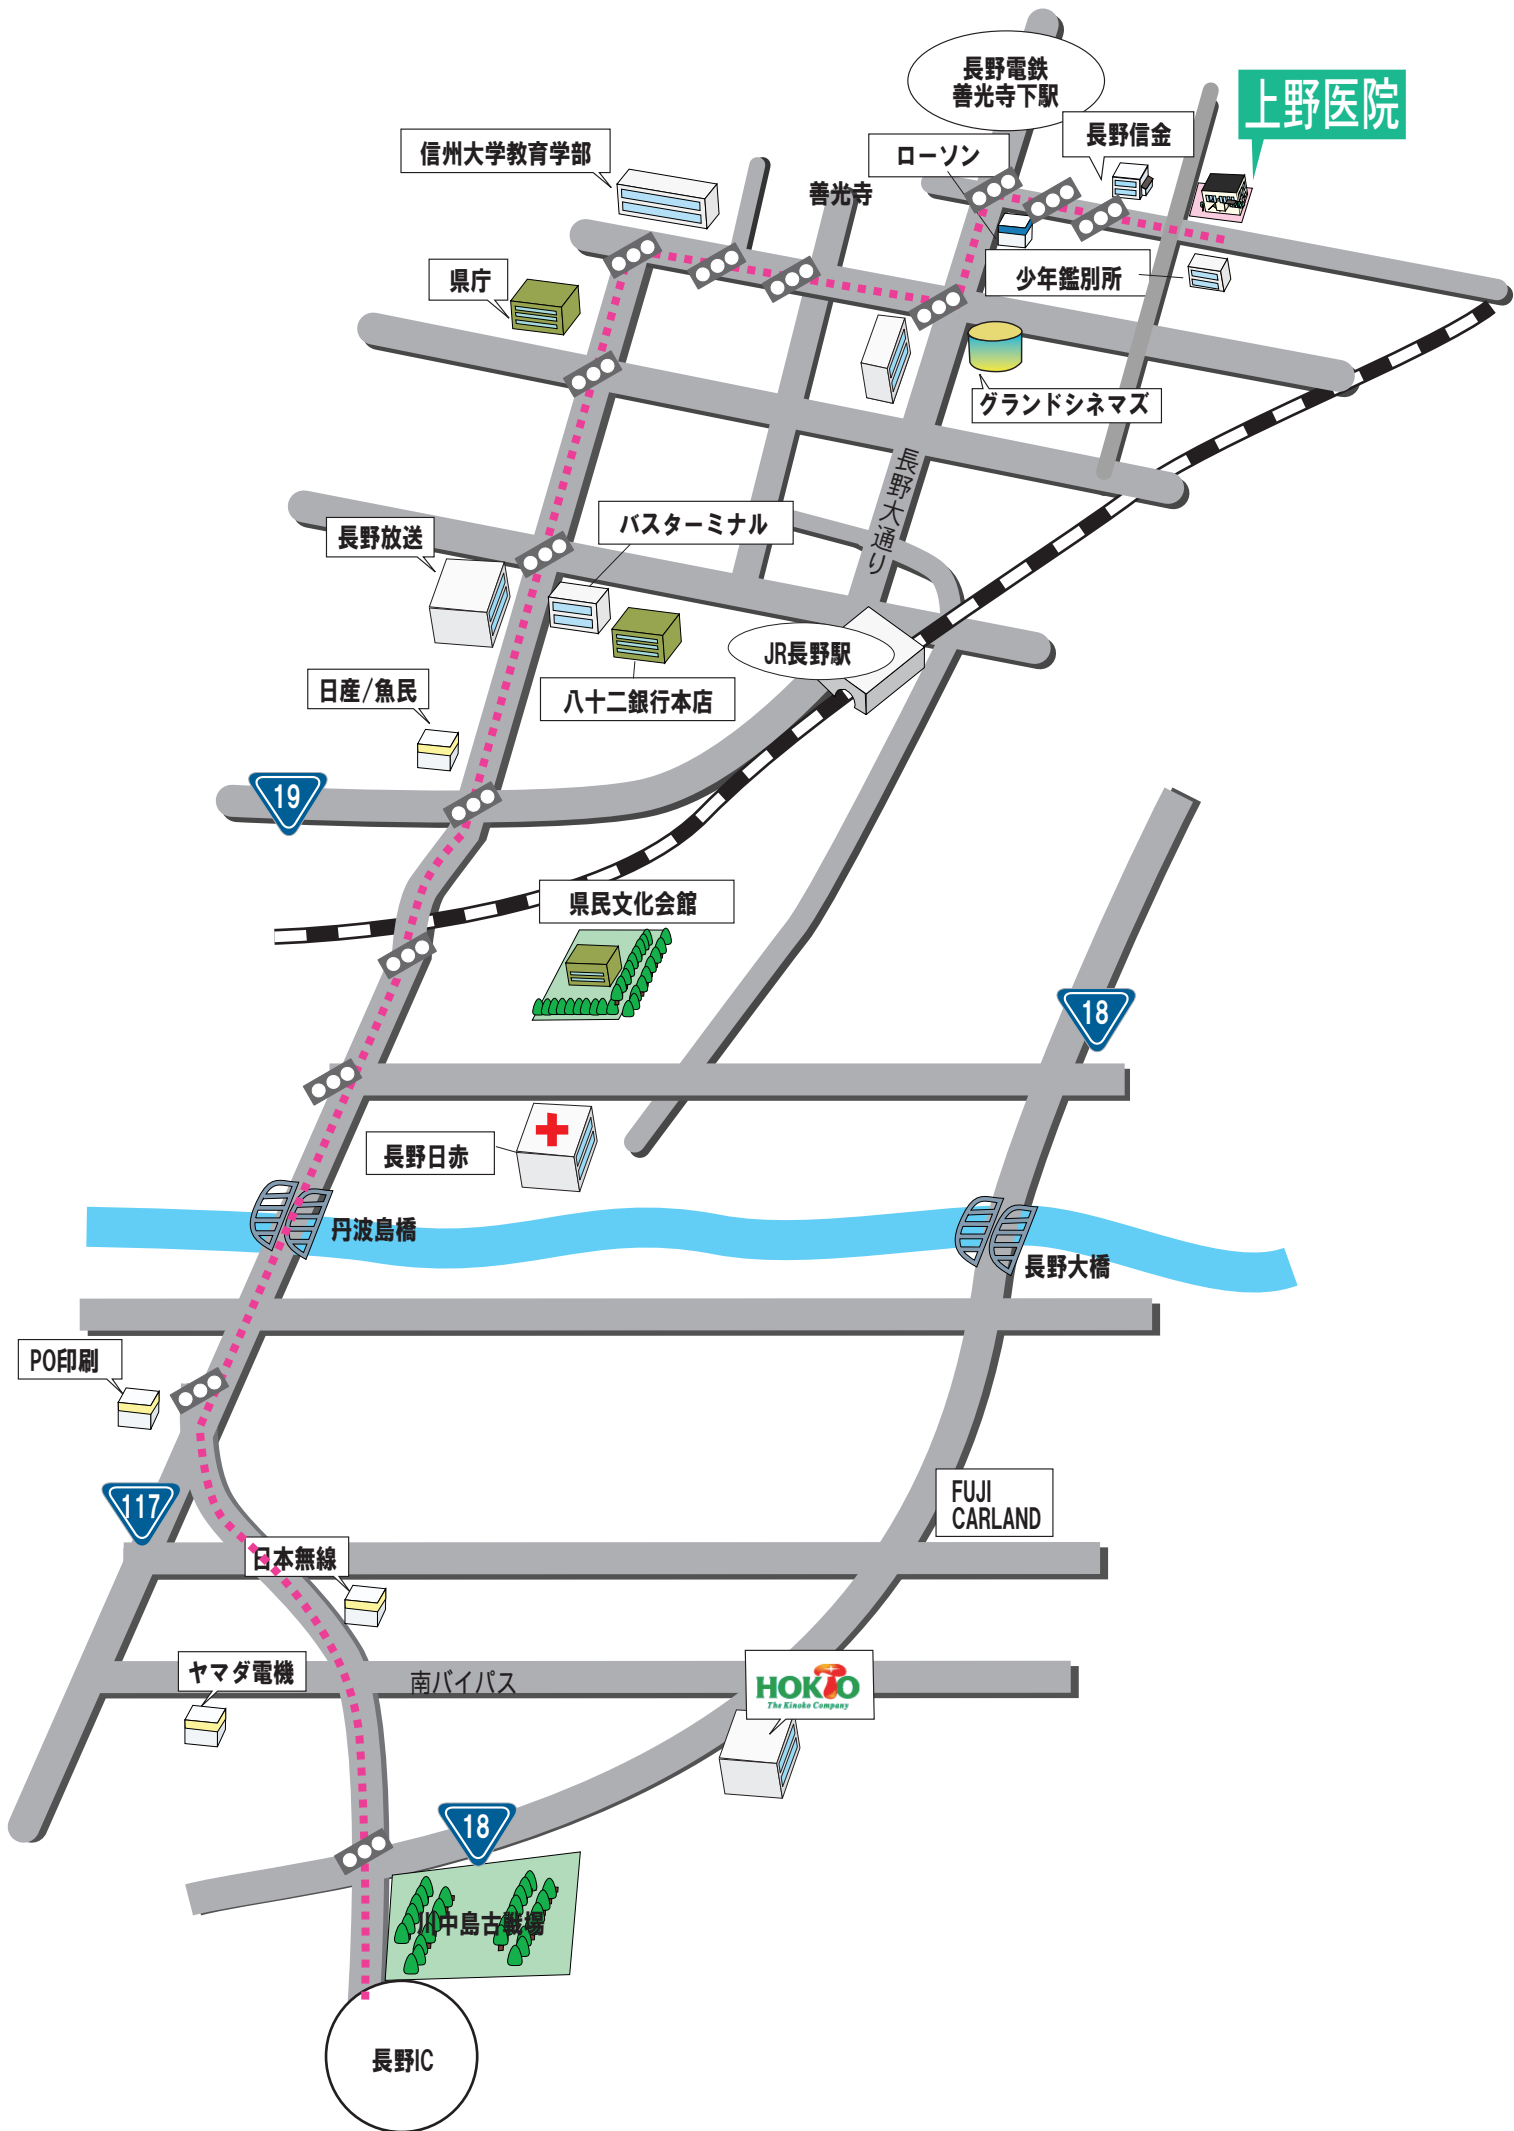 長野電鉄
善光寺下駅
上野医院
長野信金
ローソン
信州大学教育学部
善光寺
県庁
少年鑑別所
グランドシネマズ
長野大通り
バスターミナル
長野放送
JR長野駅
日産/魚民
八十二銀行本店
19
県民文化会館
18
長野日赤
丹波島橋
長野大橋
PO印刷
117
FUJI
CARLAND
日本無線
ヤマダ電機
南バイパス
HOKTO
The Kinoko Company
18
川中島古戦場
長野IC